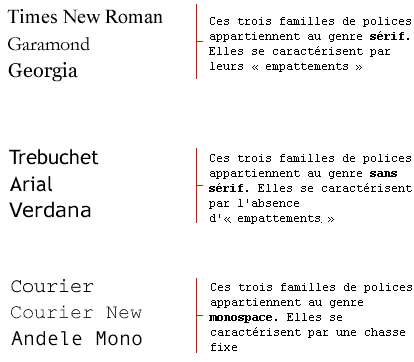 Times New Roman
Garamond
Georgia
Ces trois familles de polices
appartiennent au genre sérif.
Elles se caractérisent par
leurs « empattements »
Trebuchet
Arial
Verdana
Ces trois familles de polices
appartiennent au genre sans
sérif. Elles se caractérisent
par l'absence
d'« empattements. »
Courier
Courier New
Andele Mono
Ces trois familles de polices
appartiennent au genre
monospace. Elles se
caractérisent par une chasse
fixe